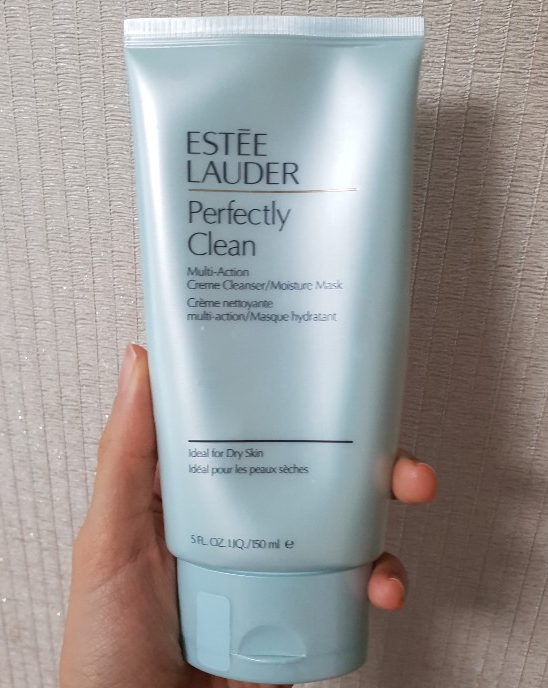 ESTĒE
LAUDER
Perfectly
Clean
Multi-Action
Creme Cleanser/Moisture Mask
Crème nettoyante
multi-action/Masque hydratant
Ideal for Dry Skin
Idéal pour les peaux sèches
5 FL. OZ. LIQ./150 ml ℮